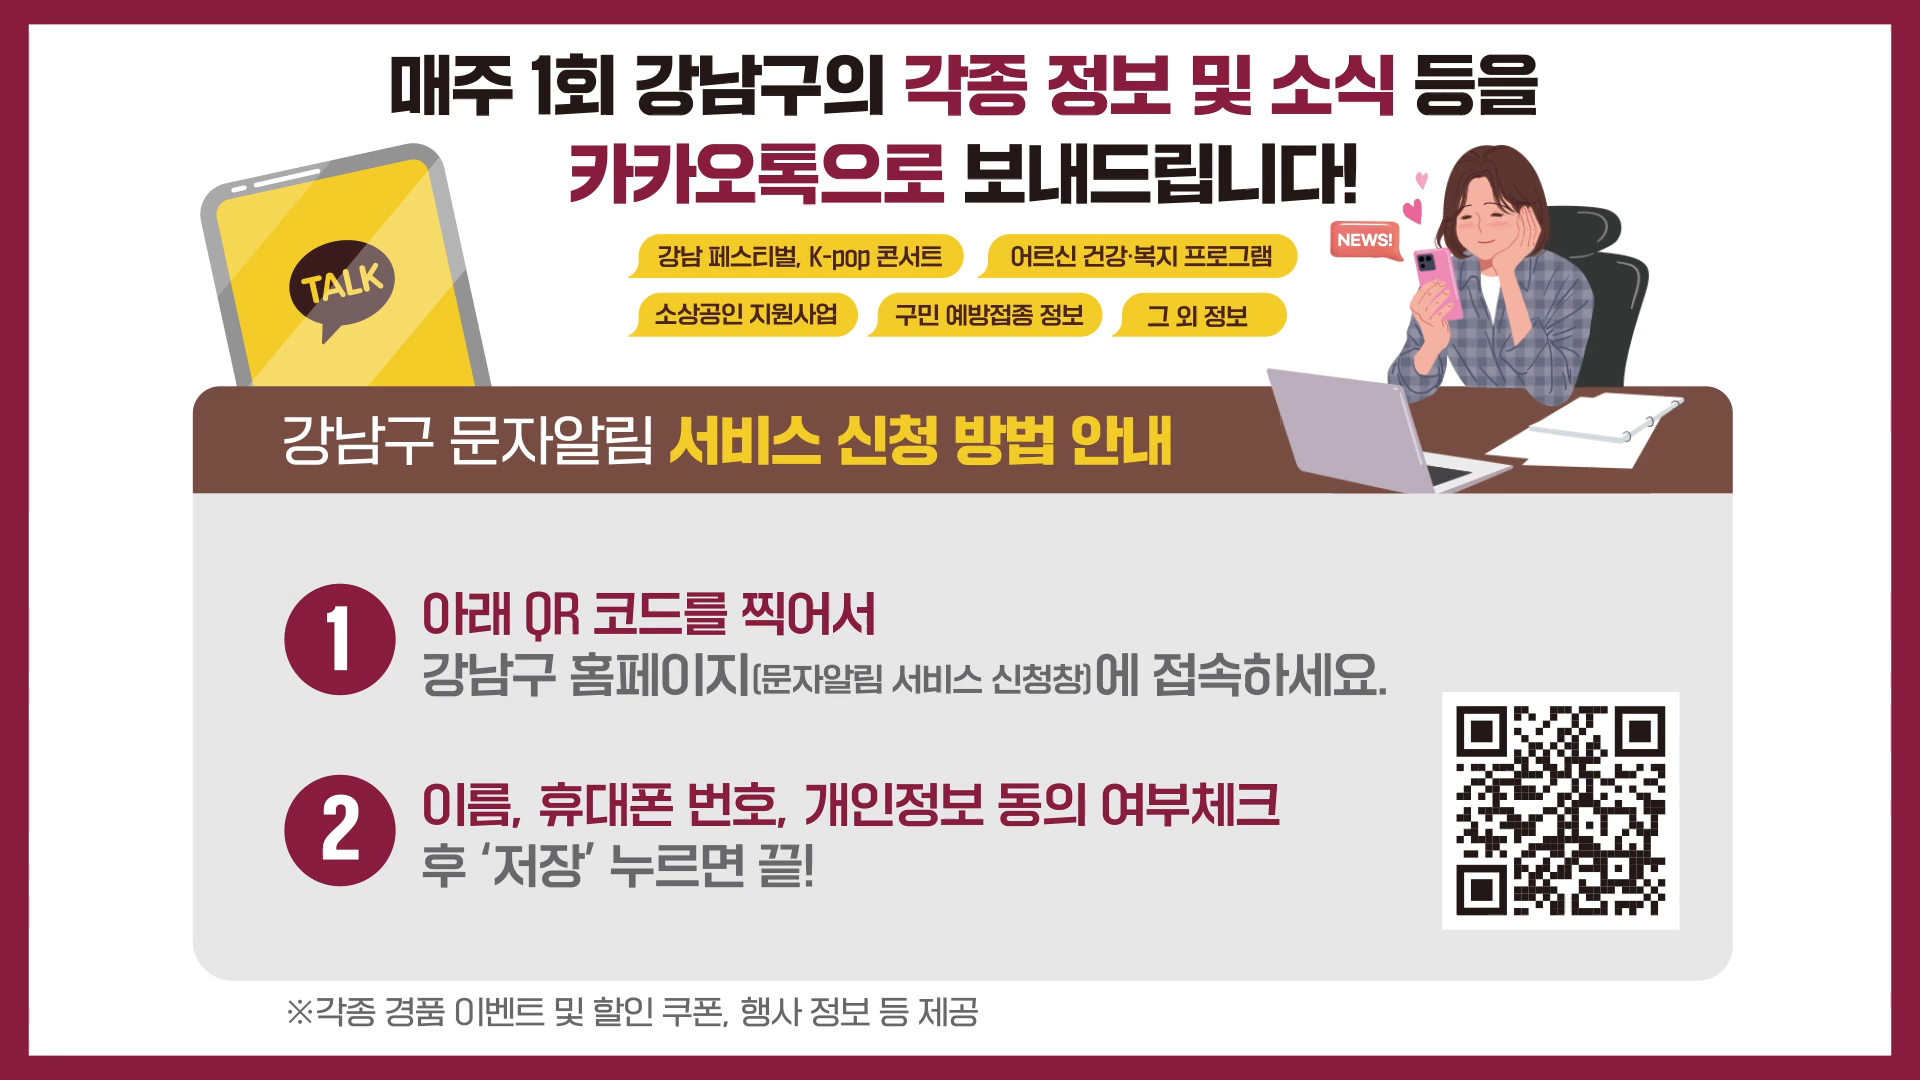 매주 1회 강남구의 각종 정보 및 소식 등을
카카오톡으로 보내드립니다!
TALK
NEWS!
강남 페스티벌, K-pop 콘서트
어르신 건강·복지 프로그램
소상공인 지원사업
구민 예방접종 정보
그 외 정보
강남구 문자알림 서비스 신청 방법 안내
1
아래 QR 코드를 찍어서
강남구 홈페이지(문자알림 서비스 신청창)에 접속하세요.
2
이름, 휴대폰 번호, 개인정보 동의 여부체크
후 ‘저장’ 누르면 끝!
※각종 경품 이벤트 및 할인 쿠폰, 행사 정보 등 제공